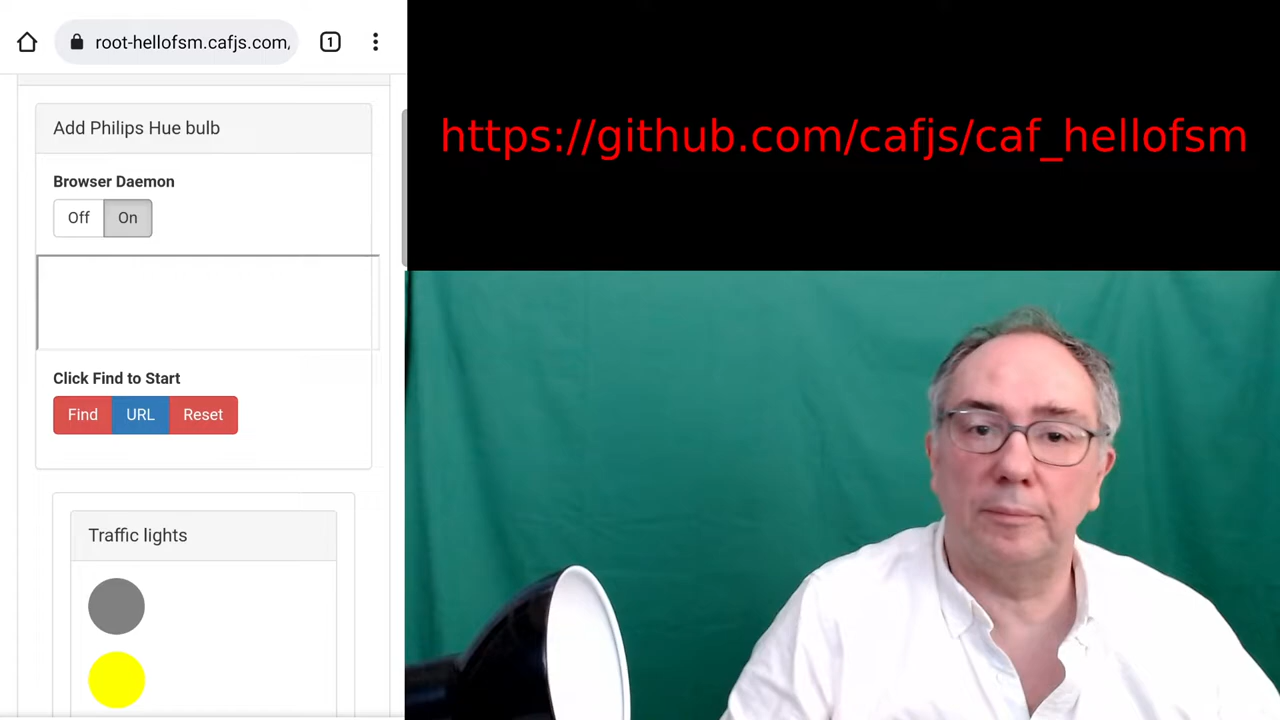 root-hellofsm.cafjs.com,
1
Add Philips Hue bulb
Browser Daemon
Off On
Click Find to Start
Find URL Reset
Traffic lights
https://github.com/cafjs/caf_hellofsm